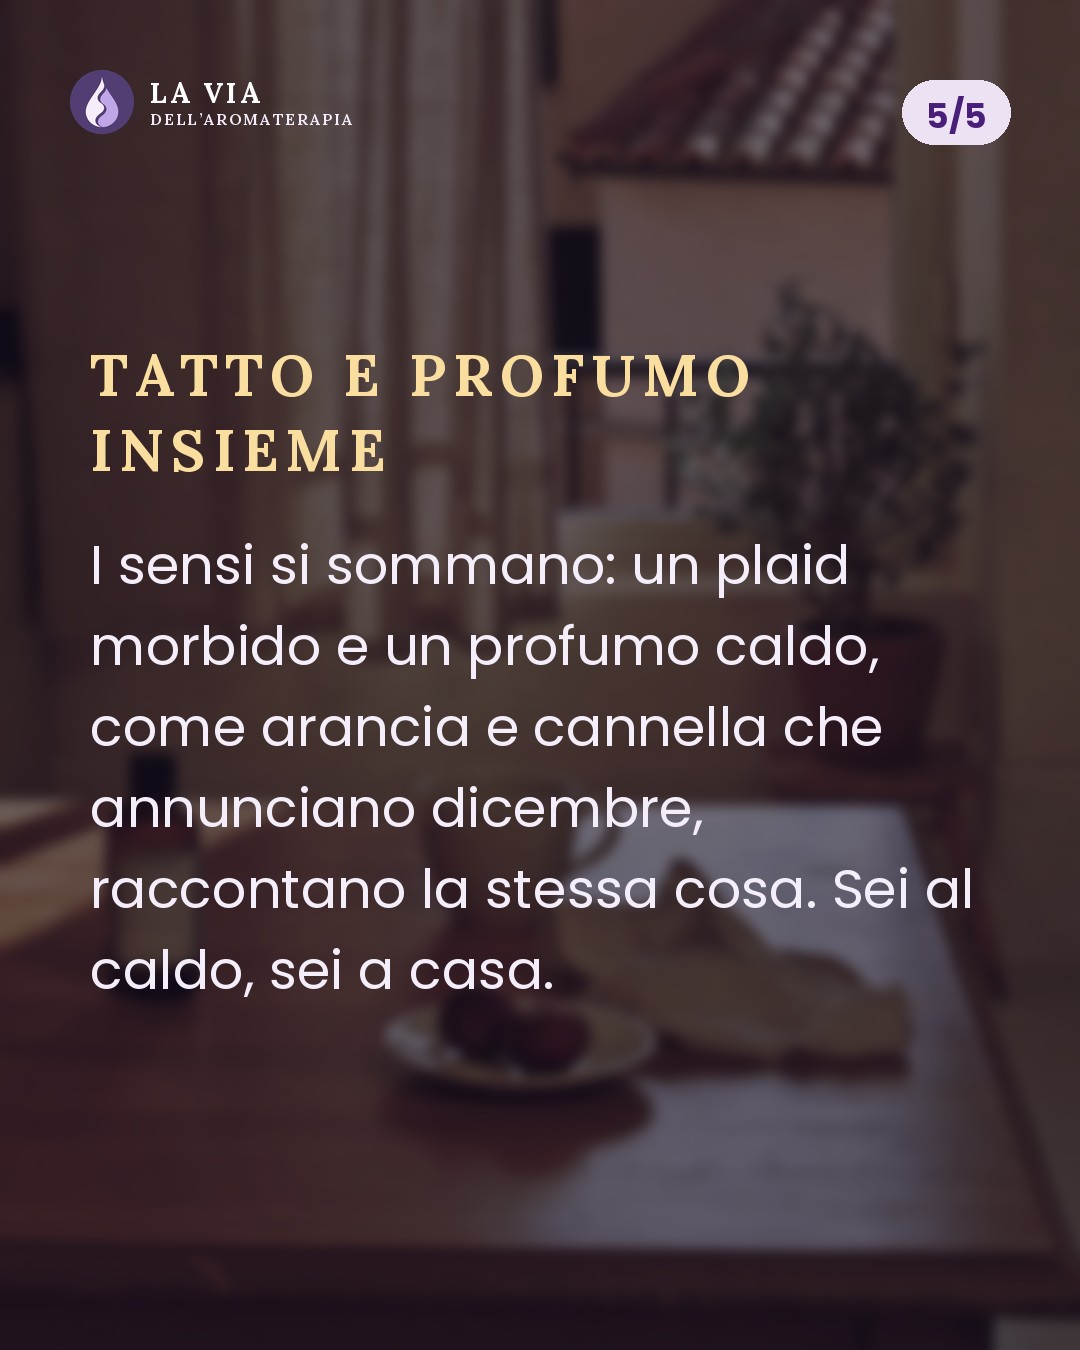 LA VIA
DELL'AROMATERAPIA
5/5
TATTO E PROFUMO
INSIEME
I sensi si sommano: un plaid
morbido e un profumo caldo,
come arancia e cannella che
annunciano dicembre,
raccontano la stessa cosa. Sei al
caldo, sei a casa.